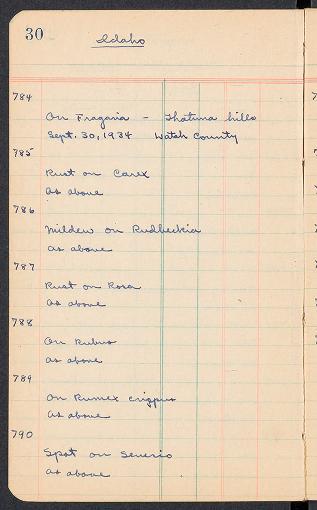 30
Idaho
784
On Fragaria - Thatuna hills
Sept. 30, 1934 Latah County
785
Rust on Carex
as above
786
Mildew on Rudbeckia
as above
787
Rust on Rosa
as above
788
On Rubus
as above
789
On Rumex crispus
as above
790
Spot on Senecio
as above